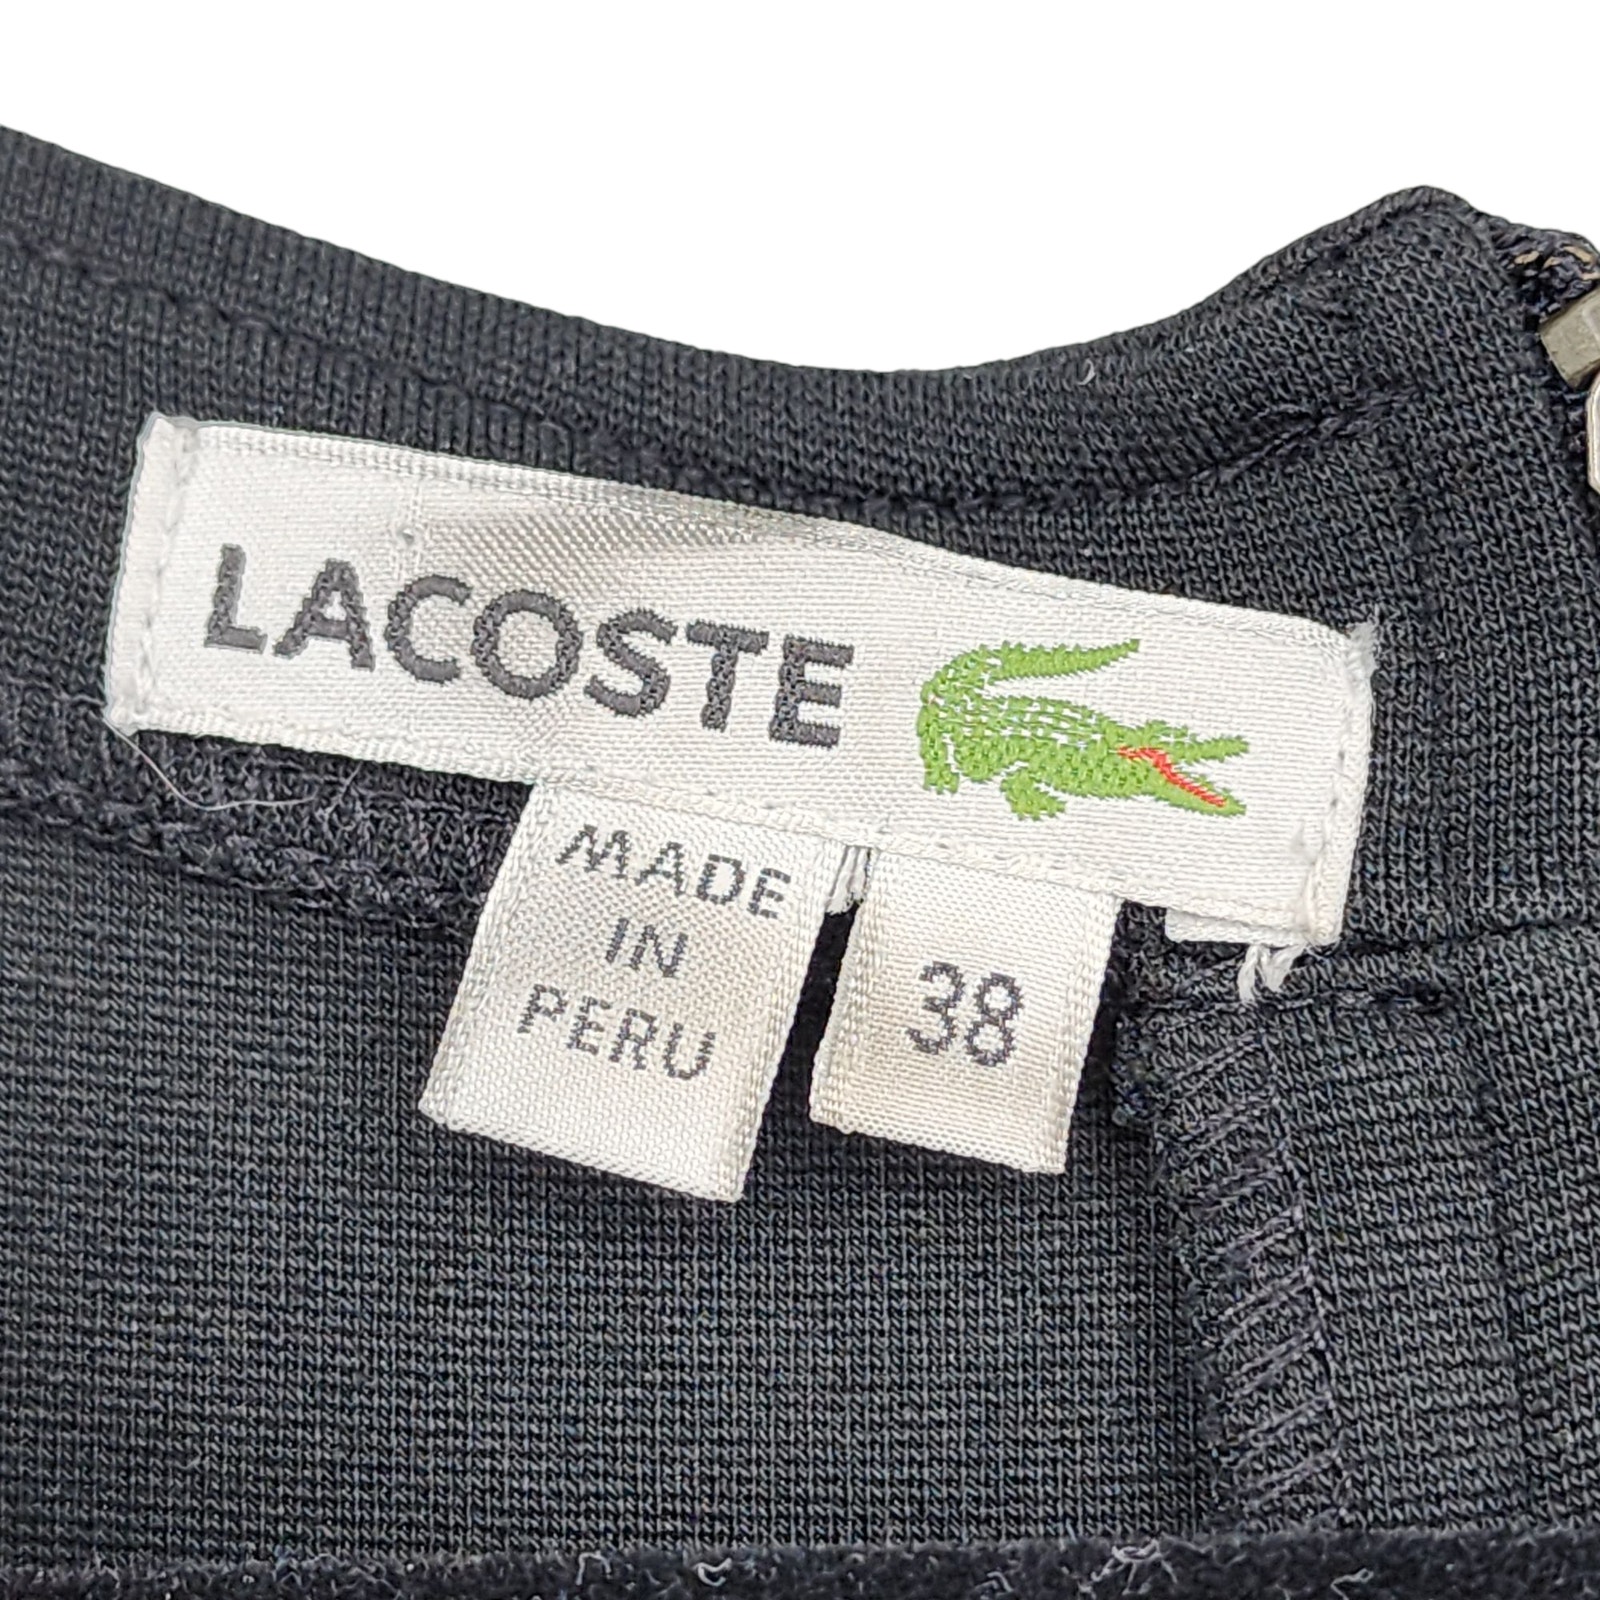 LACOSTE
MADE
IN
PERU
38